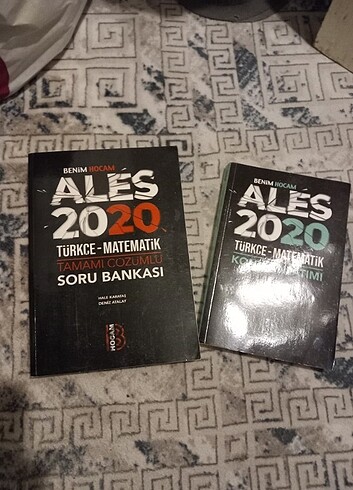 BENİM HOCAM
ALES
2020
TÜRKÇE - MATEMATİK
TAMAMI ÇÖZÜMLÜ
SORU BANKASI
HALE KARATAŞ
DENİZ ATALAY
HOCAM
BENİM HOCAM
ALES
2020
TÜRKÇE - MATEMATİK